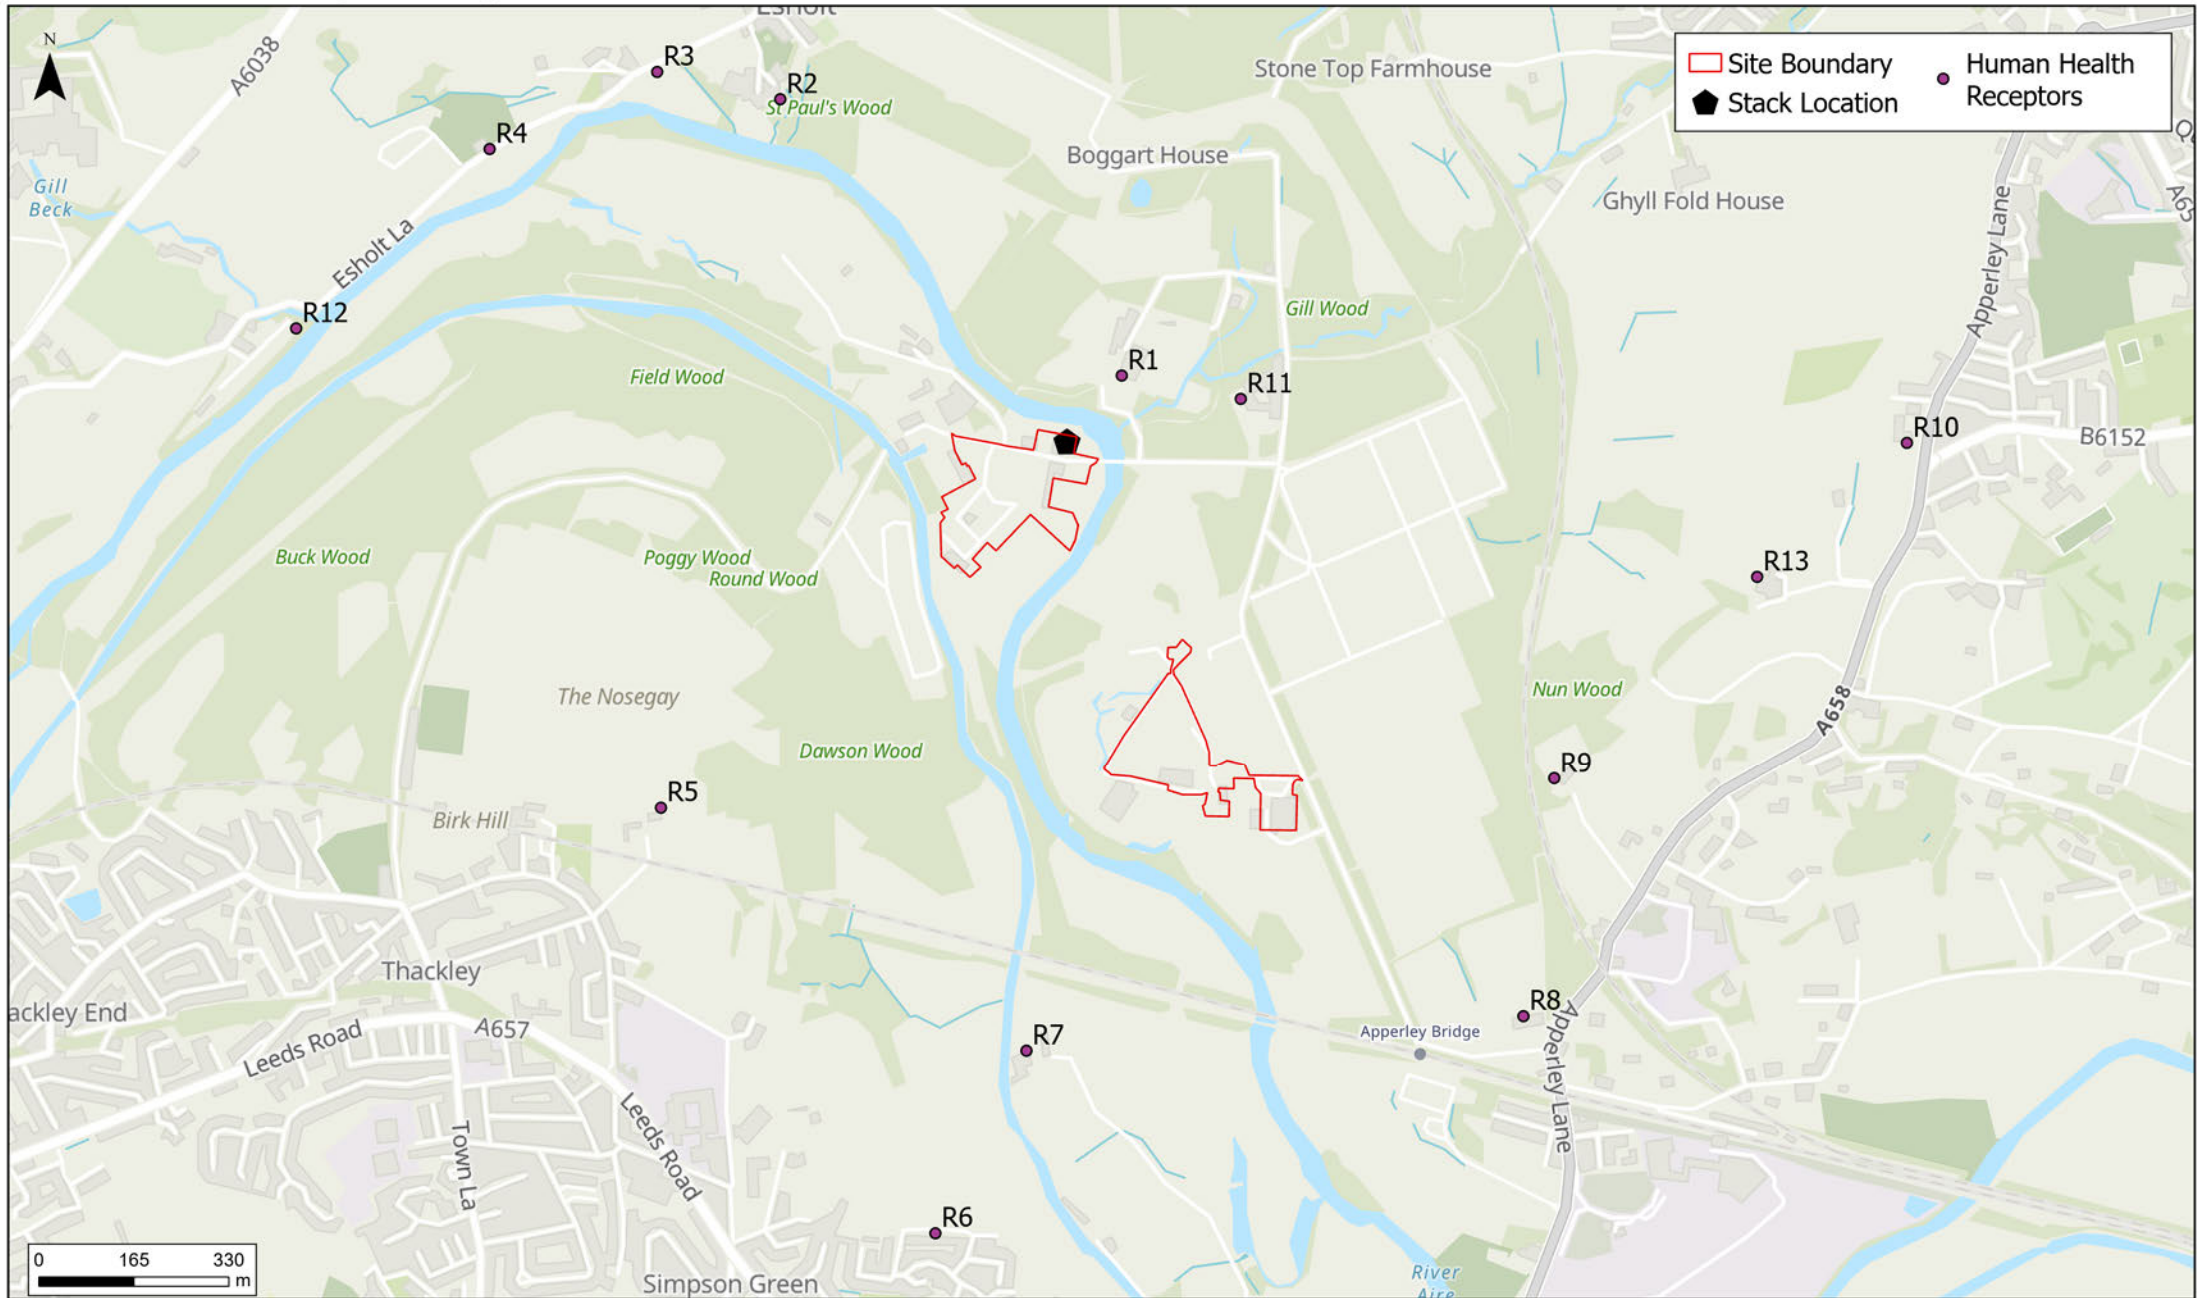 Esholt
N
A6038
R3
R2
St Paul's Wood
Stone Top Farmhouse
Site Boundary
Stack Location
Human Health
Receptors
R4
Boggart House
Gill
Beck
Ghyll Fold House
Apperley Lane
A65
Esholt La
R12
Gill Wood
R1
Field Wood
R11
R10
B6152
Buck Wood
Poggy Wood
Round Wood
R13
The Nosegay
Nun Wood
A658
Dawson Wood
R9
R5
Birk Hill
Thackley
ackley End
A657
Leeds Road
R8
Apperley Bridge
R7
Apperley Lane
Leeds Road
Town La
R6
0 165 330
m
Simpson Green
River
Aire